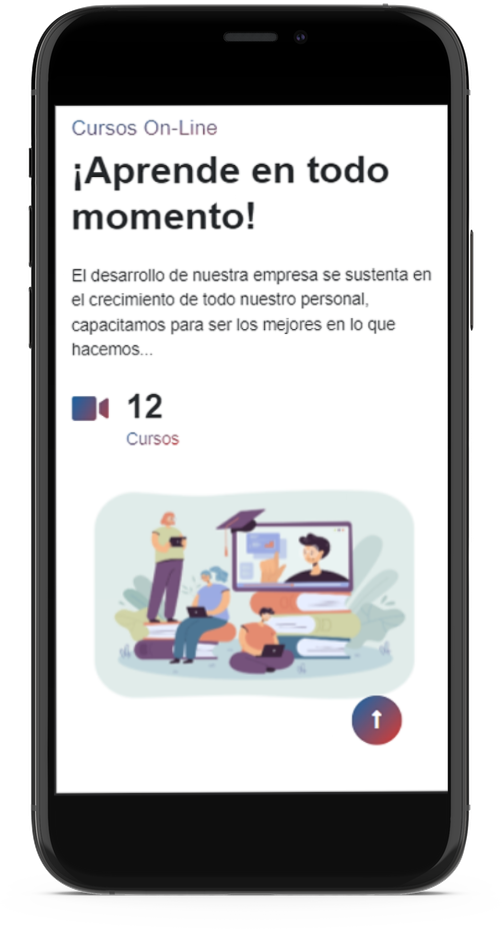 Cursos On-Line
¡Aprende en todo
momento!
El desarrollo de nuestra empresa se sustenta en
el crecimiento de todo nuestro personal,
capacitamos para ser los mejores en lo que
hacemos...
12
Cursos